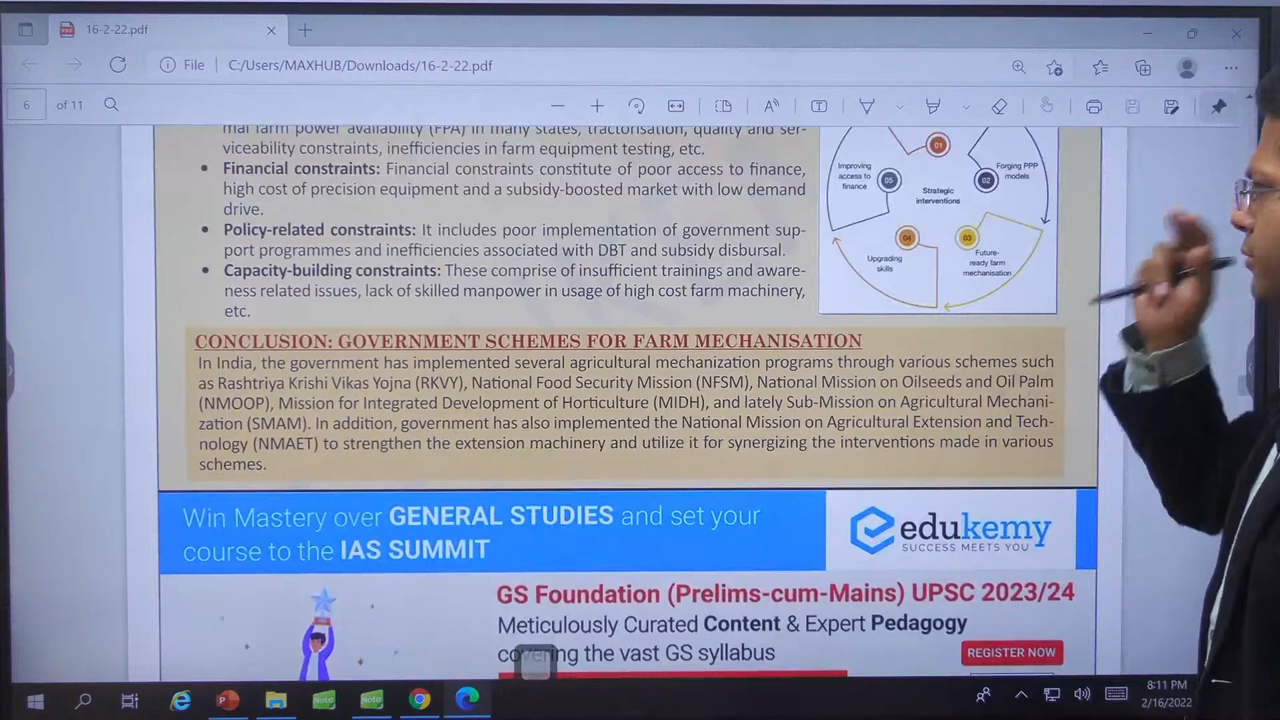 16-2-22.pdf
File
C:/Users/MAXHUB/Downloads/16-2-22.pdf
6
of 11
mal farm power availability (FPA) in many states, tractorisation, quality and ser-
viceability constraints, inefficiencies in farm equipment testing, etc.
• Financial constraints: Financial constraints constitute of poor access to finance,
high cost of precision equipment and a subsidy-boosted market with low demand
drive.
• Policy-related constraints: It includes poor implementation of government sup-
port programmes and inefficiencies associated with DBT and subsidy disbursal.
• Capacity-building constraints: These comprise of insufficient trainings and aware-
ness related issues, lack of skilled manpower in usage of high cost farm machinery,
etc.
01
Improving
access to
finance
05
Strategic
interventions
02
Forging PPP
models
04
Upgrading
skills
03
Future-
ready farm
mechanisation
CONCLUSION: GOVERNMENT SCHEMES FOR FARM MECHANISATION
In India, the government has implemented several agricultural mechanization programs through various schemes such
as Rashtriya Krishi Vikas Yojna (RKVY), National Food Security Mission (NFSM), National Mission on Oilseeds and Oil Palm
(NMOOP), Mission for Integrated Development of Horticulture (MIDH), and lately Sub-Mission on Agricultural Mechani-
zation (SMAM). In addition, government has also implemented the National Mission on Agricultural Extension and Tech-
nology (NMAET) to strengthen the extension machinery and utilize it for synergizing the interventions made in various
schemes.
Win Mastery over GENERAL STUDIES and set your
course to the IAS SUMMIT
edukemy
SUCCESS MEETS YOU
GS Foundation (Prelims-cum-Mains) UPSC 2023/24
Meticulously Curated Content & Expert Pedagogy
covering the vast GS syllabus
REGISTER NOW
8:11 PM
2/16/2022